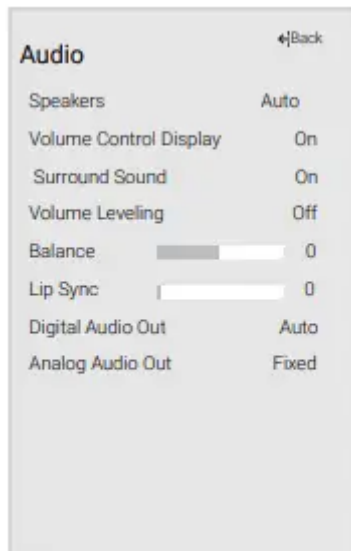 Back
Audio
Speakers Auto
Volume Control Display On
Surround Sound On
Volume Leveling Off
Balance 0
Lip Sync 0
Digital Audio Out Auto
Analog Audio Out Fixed